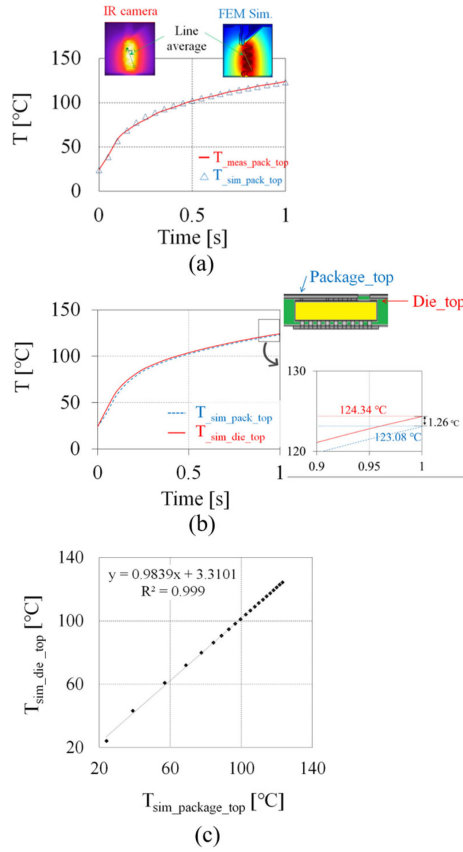 IR camera
FEM Sim.
Line
average
150
100
50
0
T [℃]
T_meas_pack_top
T_sim_pack_top
0
0.5
1
Time [s]
(a)
Package_top
Die_top
150
100
50
0
T [℃]
T_sim_pack_top
T_sim_die_top
0
0.5
1
Time [s]
130
120
124.34 ℃
123.08 ℃
1.26 ℃
0.9
0.95
1
(b)
140
100
60
20
T_sim_die_top [℃]
y = 0.9839x + 3.3101
R² = 0.999
20
60
100
140
T_sim_package_top [℃]
(c)